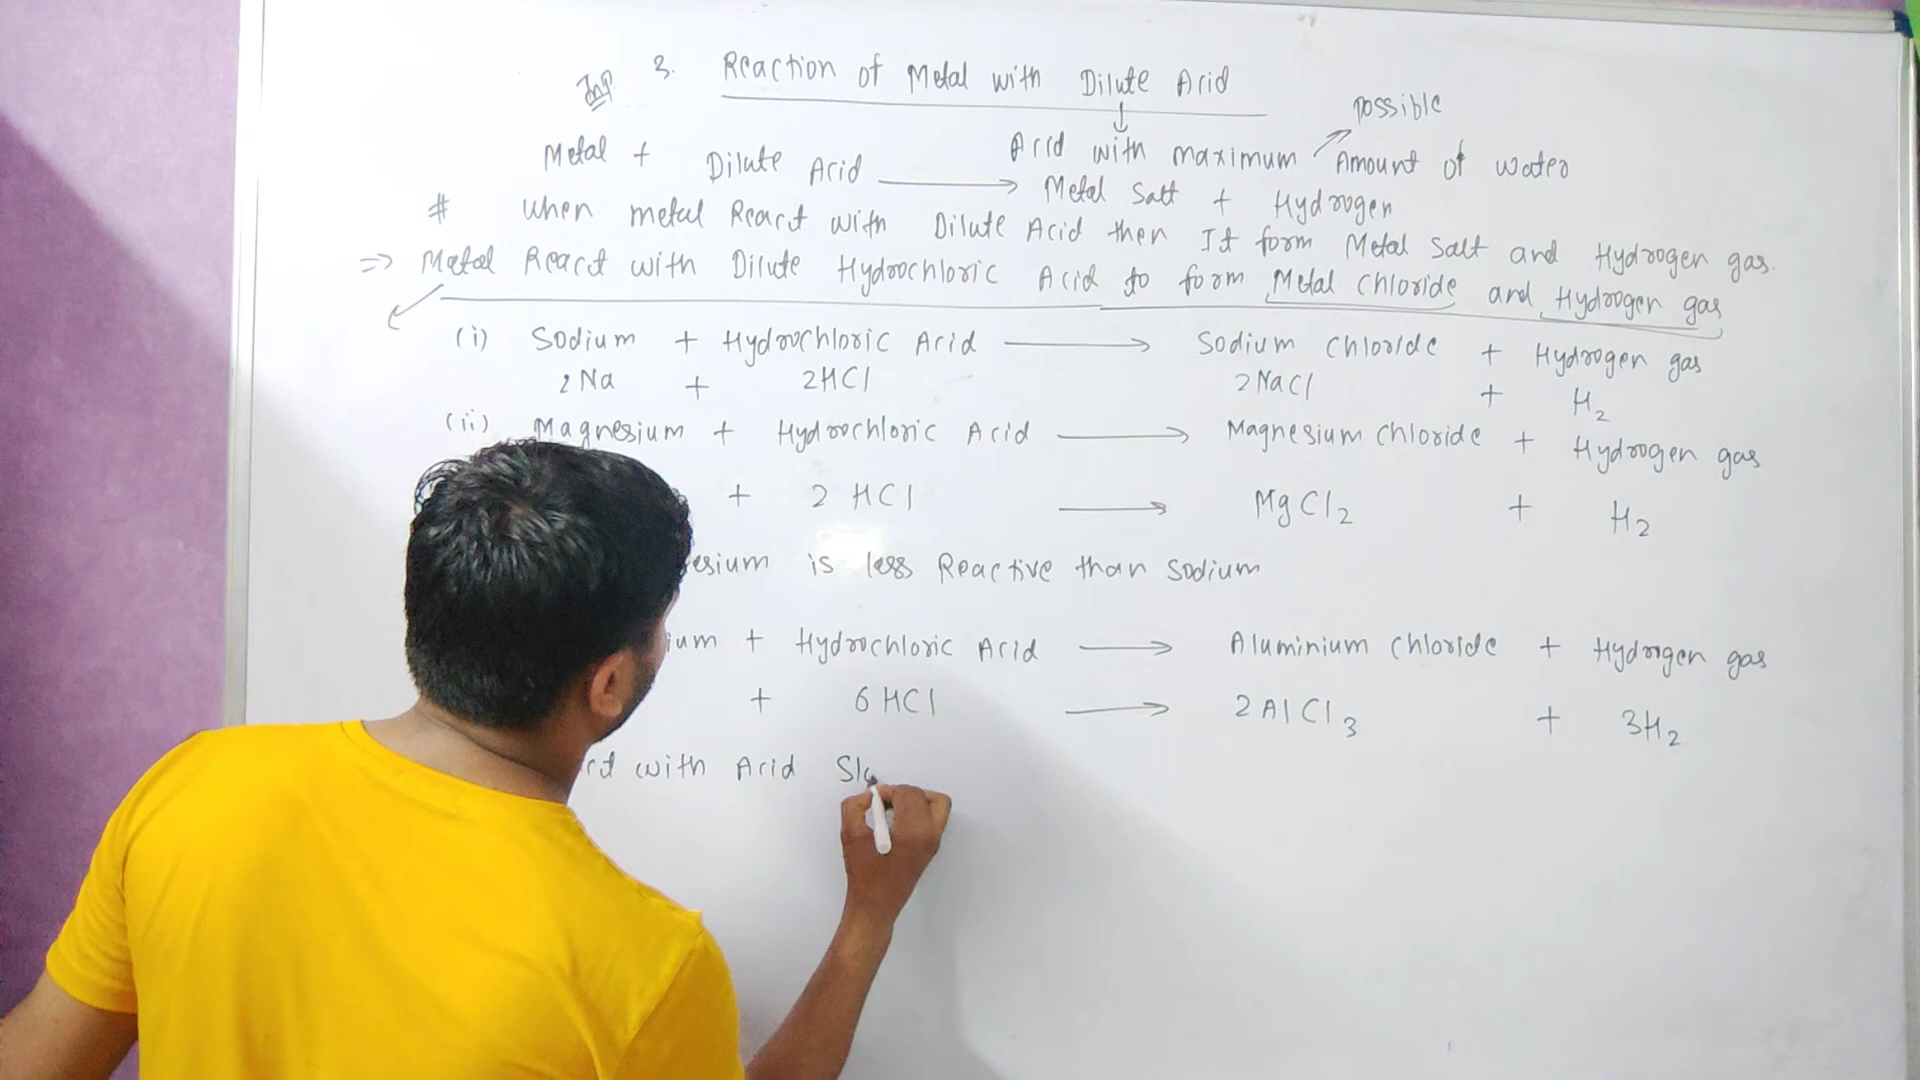 Imp 3. Reaction of Metal with Dilute Acid
possible
Acid with maximum Amount of water
Metal + Dilute Acid ⟶ Metal Salt + Hydrogen
# when metal React with Dilute Acid then It form Metal Salt and Hydrogen gas.
⇒ Metal React with Dilute Hydrochloric Acid to form Metal Chloride and Hydrogen gas
(i) Sodium + Hydrochloric Acid ⟶ Sodium Chloride + Hydrogen gas
2Na + 2HCl 2NaCl + H₂
(ii) Magnesium + Hydrochloric Acid ⟶ Magnesium Chloride + Hydrogen gas
+ 2 HCl ⟶ MgCl₂ + H₂
esium is less Reactive than Sodium
ium + Hydrochloric Acid ⟶ Aluminium Chloride + Hydrogen gas
+ 6 HCl ⟶ 2AlCl₃ + 3H₂
ct with Acid Slo